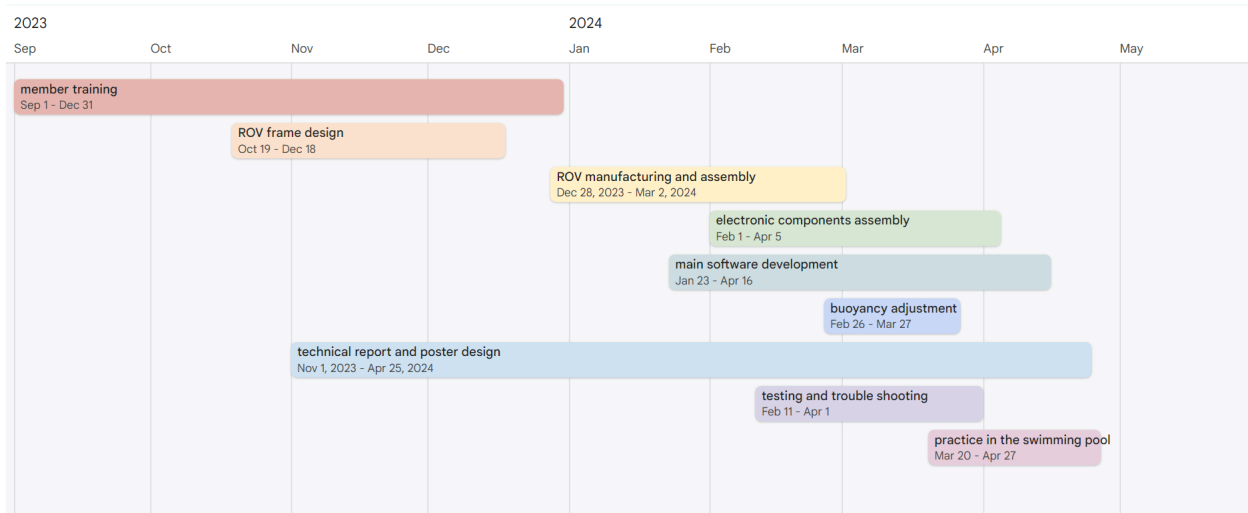 2023 2024
Sep Oct Nov Dec Jan Feb Mar Apr May
member training
Sep 1 - Dec 31
ROV frame design
Oct 19 - Dec 18
ROV manufacturing and assembly
Dec 28, 2023 - Mar 2, 2024
electronic components assembly
Feb 1 - Apr 5
main software development
Jan 23 - Apr 16
buoyancy adjustment
Feb 26 - Mar 27
technical report and poster design
Nov 1, 2023 - Apr 25, 2024
testing and trouble shooting
Feb 11 - Apr 1
practice in the swimming pool
Mar 20 - Apr 27